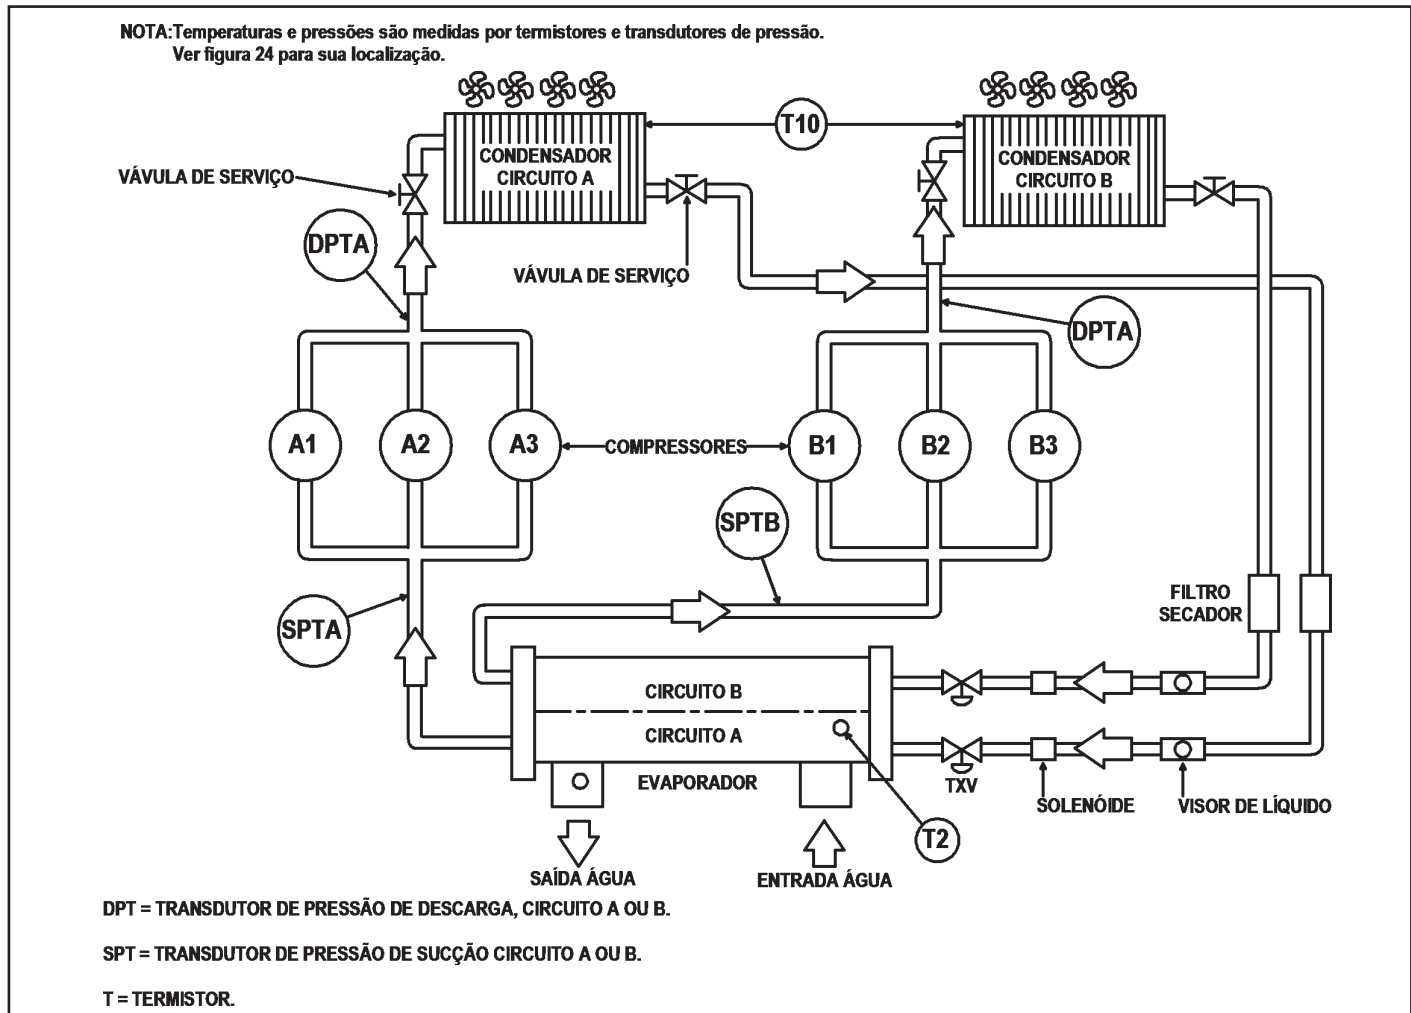 NOTA:Temperaturas e pressões são medidas por termistores e transdutores de pressão.
Ver figura 24 para sua localização.
T10
CONDENSADOR
CIRCUITO A
CONDENSADOR
CIRCUITO B
VÁVULA DE SERVIÇO
DPTA
VÁVULA DE SERVIÇO
DPTA
A1
A2
A3
COMPRESSORES
B1
B2
B3
SPTB
SPTA
FILTRO
SECADOR
CIRCUITO B
CIRCUITO A
EVAPORADOR
TXV
SOLENÓIDE
VISOR DE LÍQUIDO
T2
SAÍDA ÁGUA
ENTRADA ÁGUA
DPT = TRANSDUTOR DE PRESSÃO DE DESCARGA, CIRCUITO A OU B.
SPT = TRANSDUTOR DE PRESSÃO DE SUCÇÃO CIRCUITO A OU B.
T = TERMISTOR.